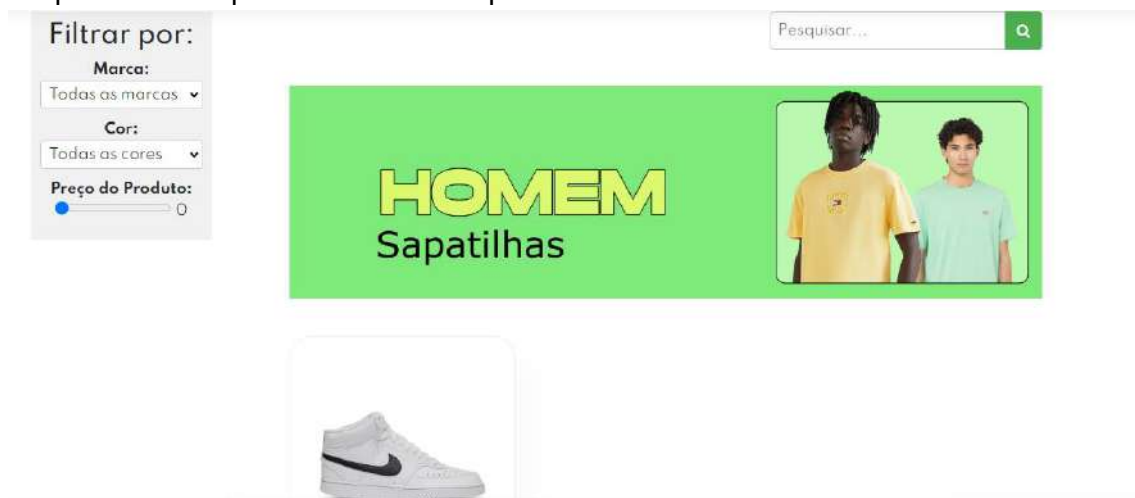 Filtrar por:
Marca:
Todas as marcas
Cor:
Todas as cores
Preço do Produto:
0
Pesquisar...
HOMEM
Sapatilhas